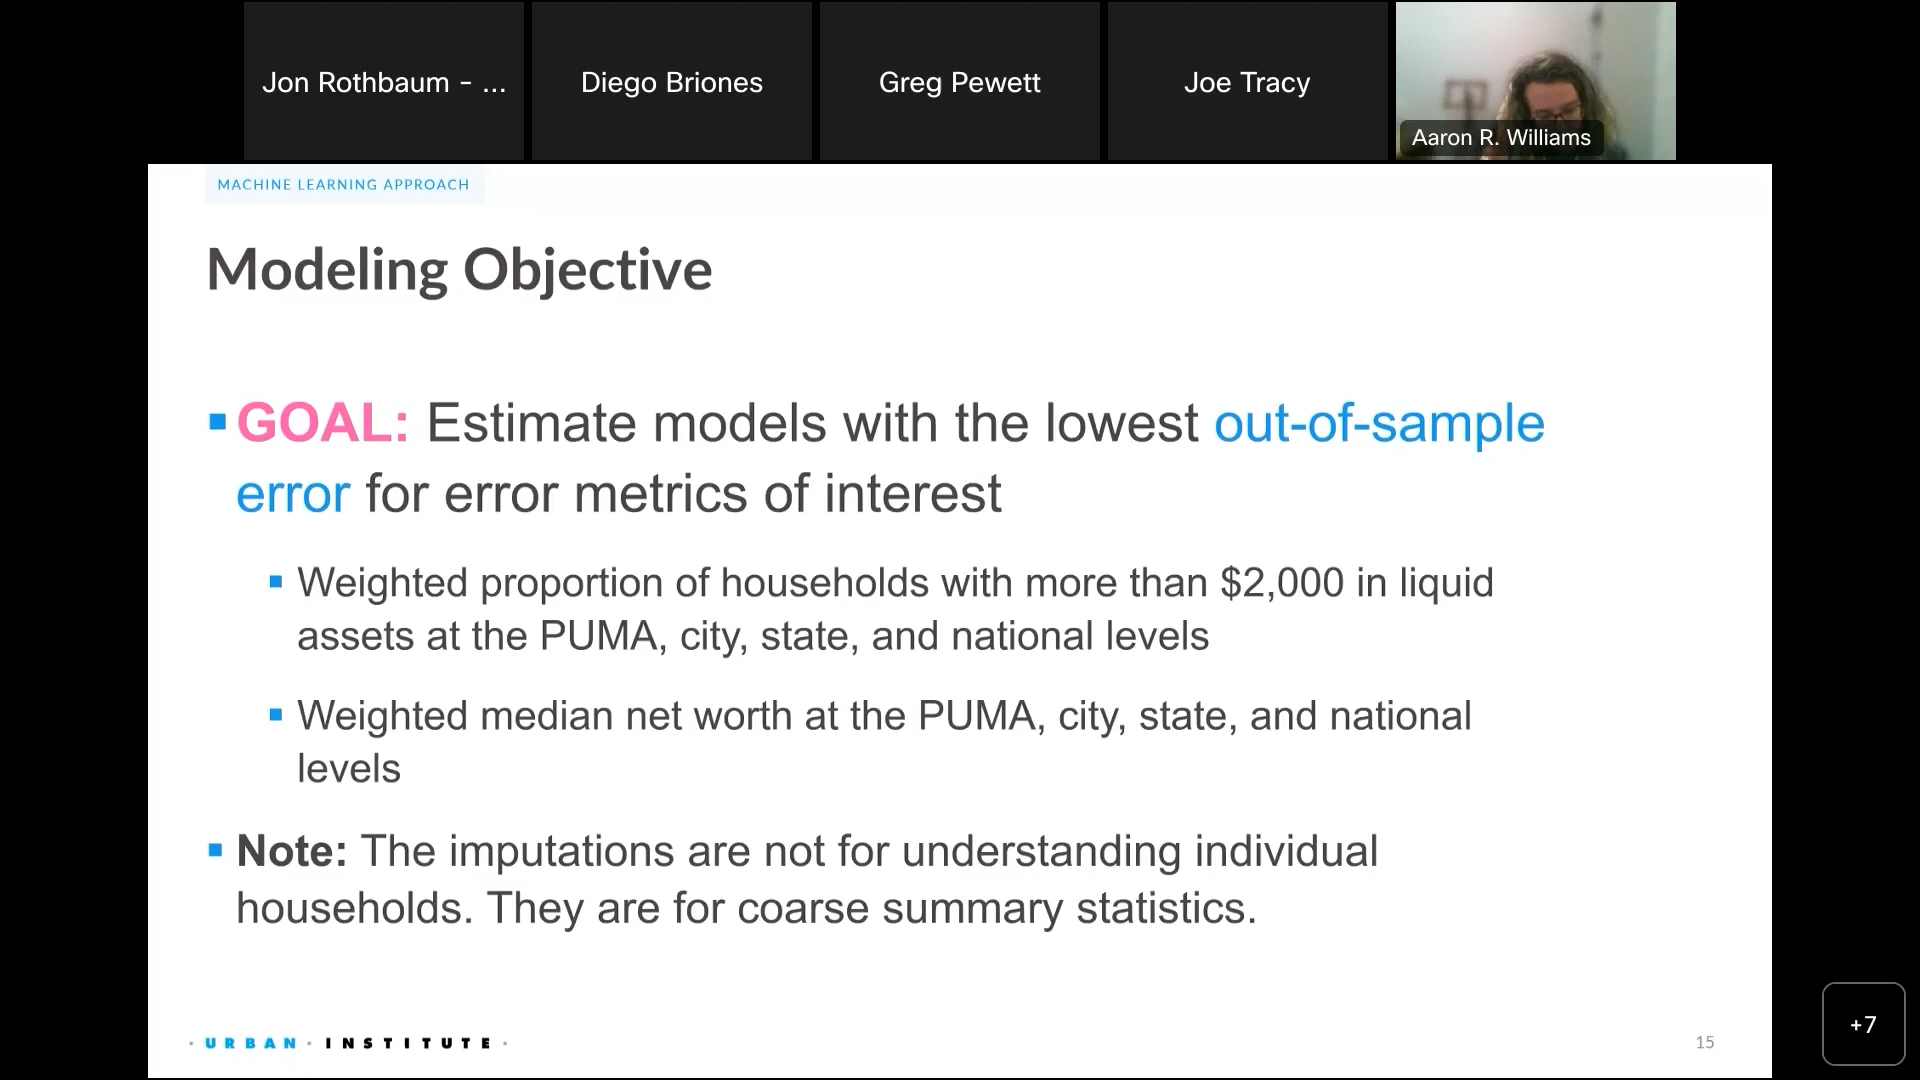 Jon Rothbaum - ...
Diego Briones
Greg Pewett
Joe Tracy
Aaron R. Williams
MACHINE LEARNING APPROACH
Modeling Objective
GOAL: Estimate models with the lowest out-of-sample
error for error metrics of interest
Weighted proportion of households with more than $2,000 in liquid
assets at the PUMA, city, state, and national levels
Weighted median net worth at the PUMA, city, state, and national
levels
Note: The imputations are not for understanding individual
households. They are for coarse summary statistics.
· URBAN · INSTITUTE ·
15
+7